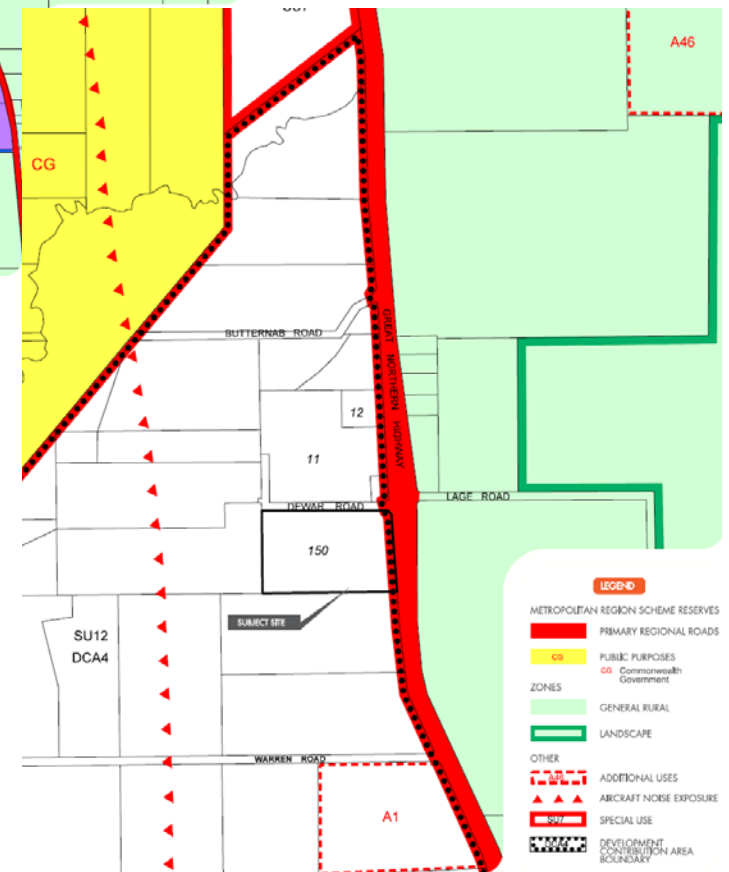 A46
CG
BUTTERNAB ROAD
GREAT NORTHERN HIGHWAY
12
11
DEWAR ROAD
LAGE ROAD
150
SUBJECT SITE
SU12
DCA4
WARREN ROAD
A1
LEGEND
METROPOLITAN REGION SCHEME RESERVES
PRIMARY REGIONAL ROADS
CG
PUBLIC PURPOSES
CG Commonwealth
Government
ZONES
GENERAL RURAL
LANDSCAPE
OTHER
A46
ADDITIONAL USES
AIRCRAFT NOISE EXPOSURE
SU7
SPECIAL USE
DCA4
DEVELOPMENT
CONTRIBUTION AREA
BOUNDARY